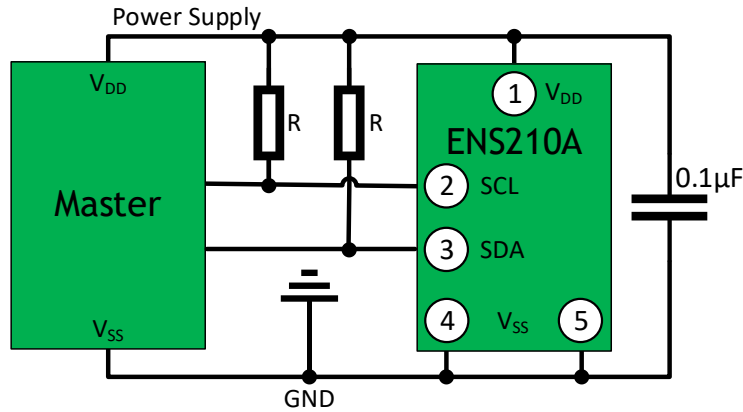 Power Supply
VDD
1 VDD
R
R
ENS210A
0.1µF
Master
2 SCL
3 SDA
VSS
4 VSS 5
GND